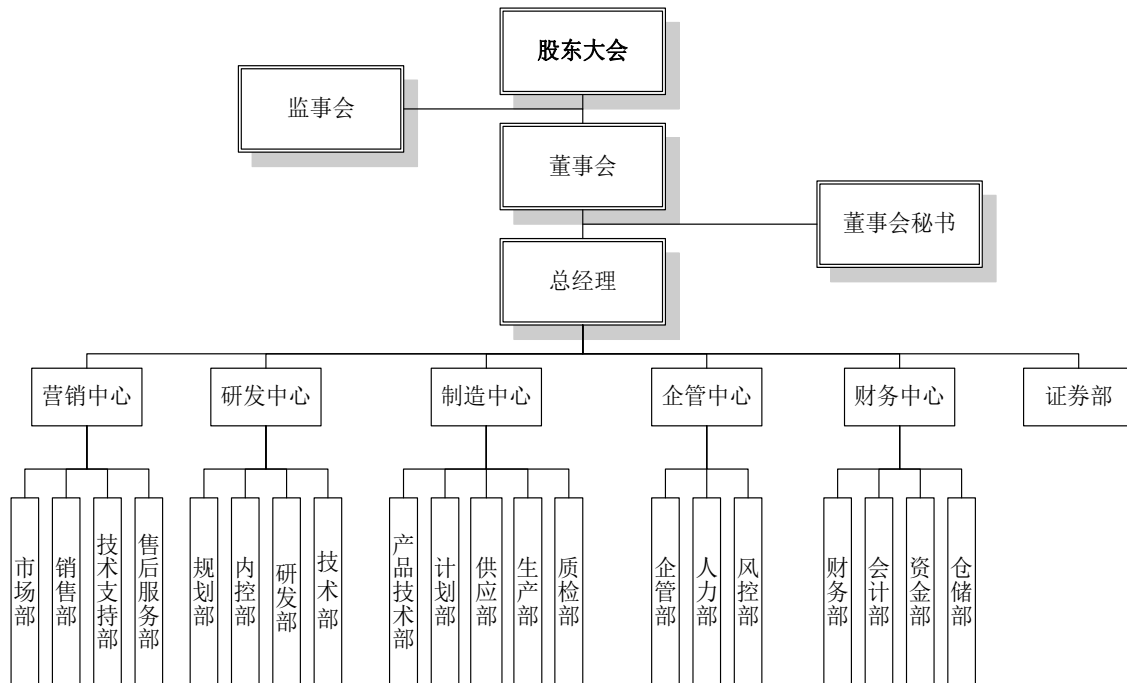 股东大会
监事会
董事会
董事会秘书
总经理
营销中心
研发中心
制造中心
企管中心
财务中心
证券部
市场部
销售部
技术支持部
售后服务部
规划部
内控部
研发部
技术部
产品技术部
计划部
供应部
生产部
质检部
企管部
人力部
风控部
财务部
会计部
资金部
仓储部